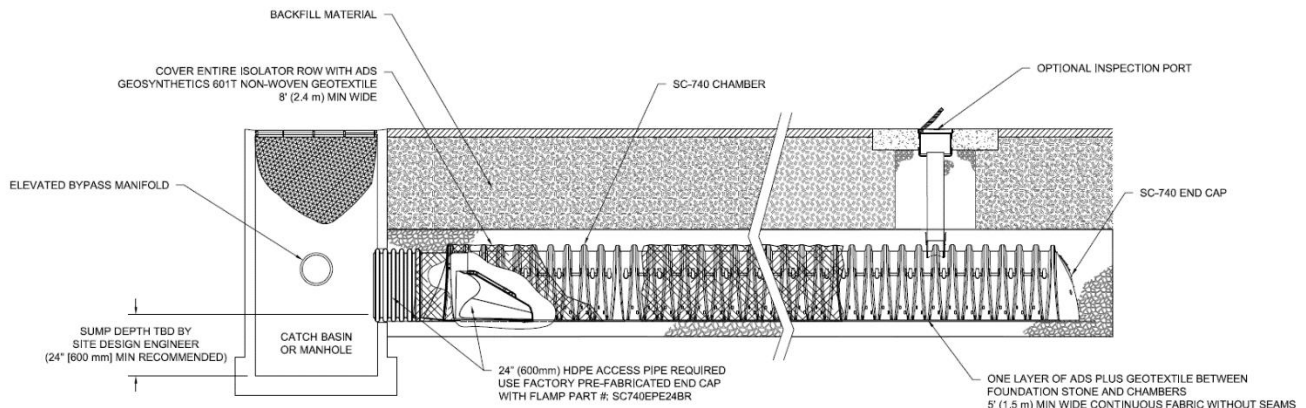 BACKFILL MATERIAL
COVER ENTIRE ISOLATOR ROW WITH ADS
GEOSYNTHETICS 601T NON-WOVEN GEOTEXTILE
8' (2.4 m) MIN WIDE
SC-740 CHAMBER
OPTIONAL INSPECTION PORT
ELEVATED BYPASS MANIFOLD
SC-740 END CAP
SUMP DEPTH TBD BY
SITE DESIGN ENGINEER
(24" [600 mm] MIN RECOMMENDED)
CATCH BASIN
OR MANHOLE
24" (600mm) HDPE ACCESS PIPE REQUIRED
USE FACTORY PRE-FABRICATED END CAP
WITH FLAMP PART #: SC740EPE24BR
ONE LAYER OF ADS PLUS GEOTEXTILE BETWEEN
FOUNDATION STONE AND CHAMBERS
5' (1.5 m) MIN WIDE CONTINUOUS FABRIC WITHOUT SEAMS